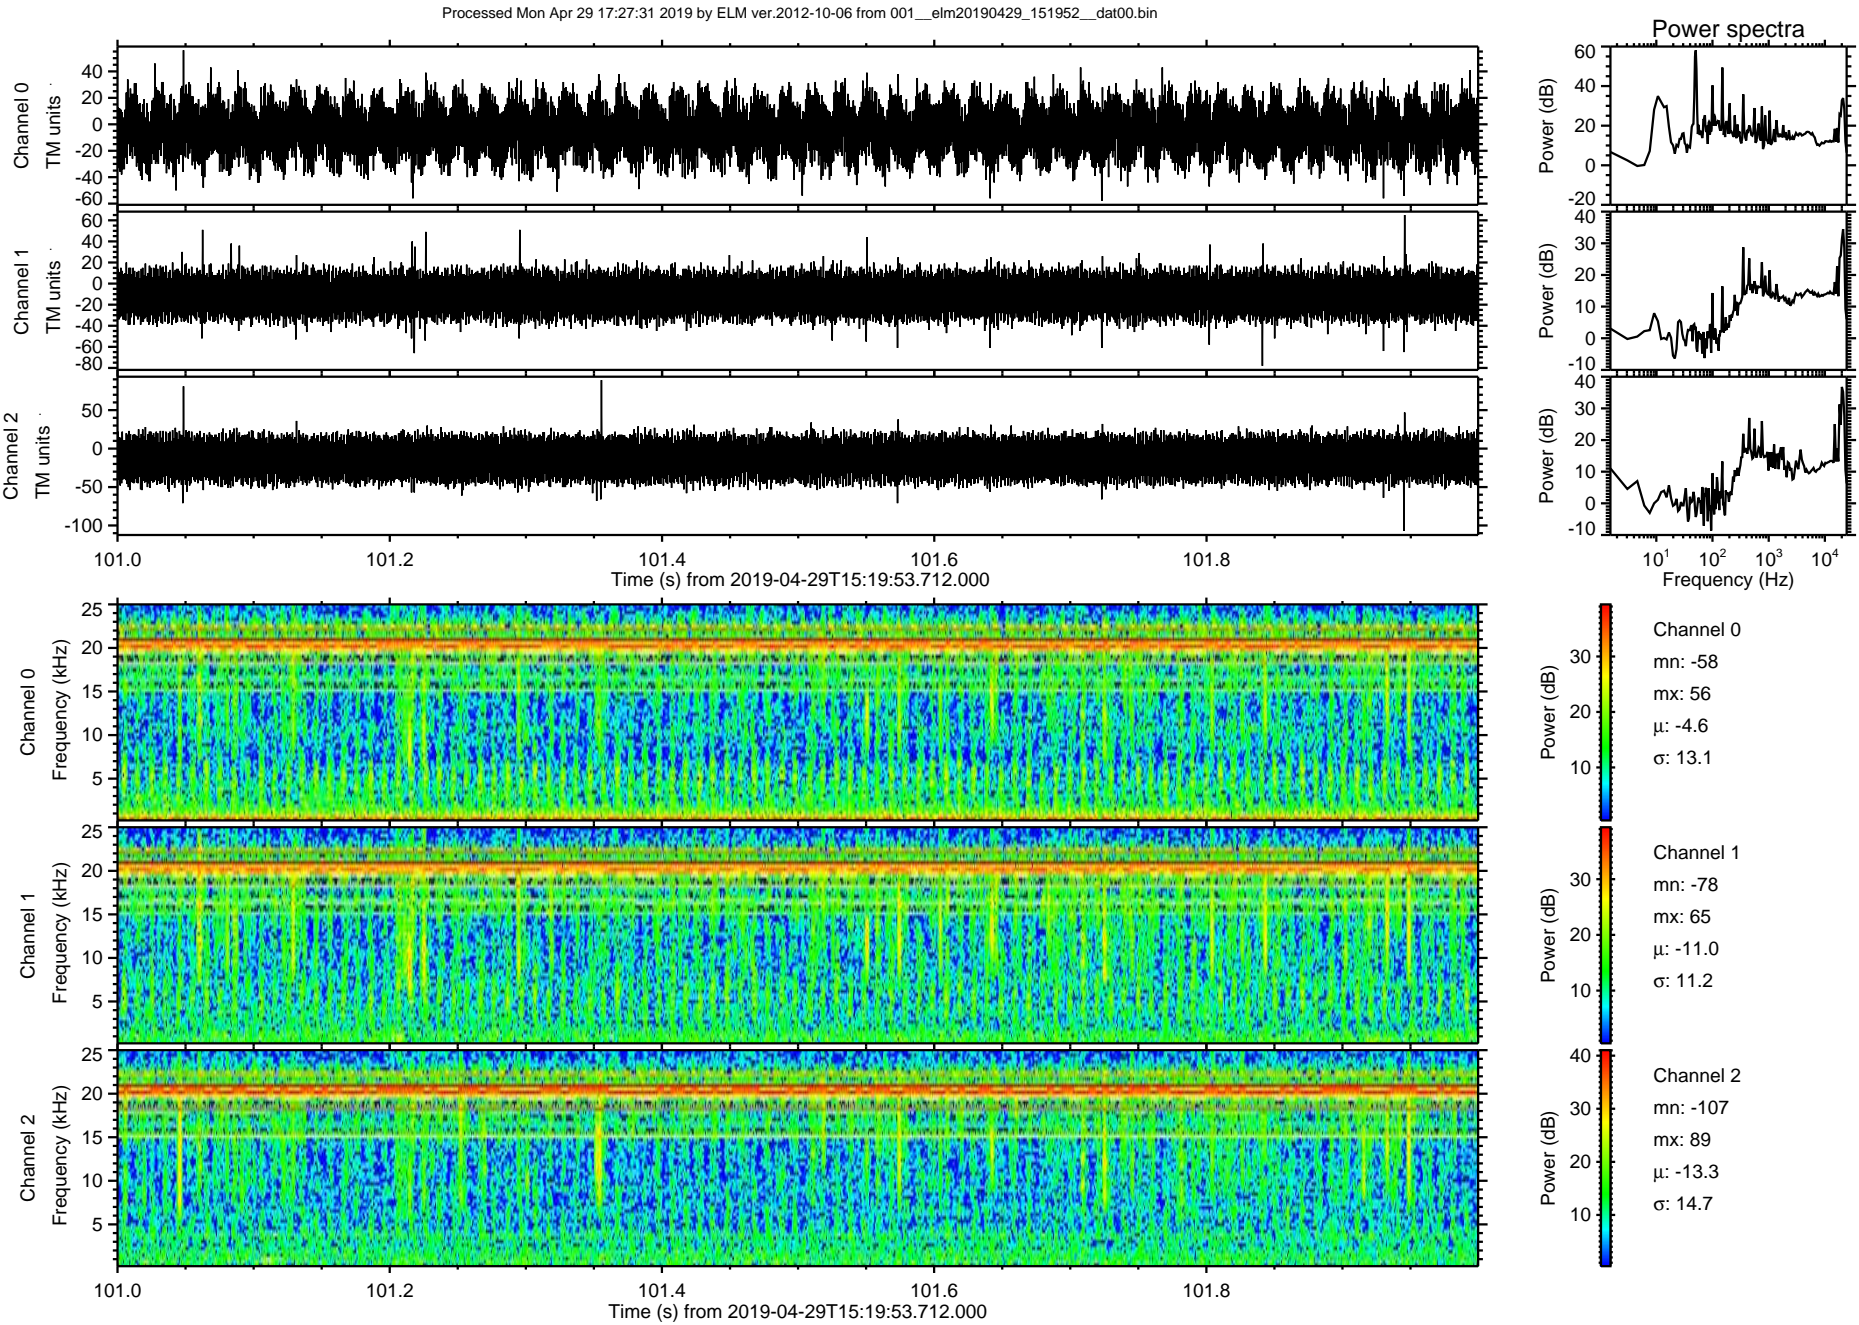 Processed Mon Apr 29 17:27:31 2019 by ELM ver.2012-10-06 from 001__elm20190429_151952__dat00.bin
Power spectra
Channel 0
TM units
40
20
0
-20
-40
-60
Power (dB)
60
40
20
0
-20
Channel 1
TM units
60
40
20
0
-20
-40
-60
-80
Power (dB)
40
30
20
10
0
-10
Channel 2
TM units
50
0
-50
-100
Power (dB)
40
30
20
10
0
-10
101.0 101.2 101.4 101.6 101.8
Time (s) from 2019-04-29T15:19:53.712.000
10¹ 10² 10³ 10⁴
Frequency (Hz)
Channel 0
Frequency (kHz)
25
20
15
10
5
Power (dB)
30
20
10
Channel 0
mn: -58
mx: 56
µ: -4.6
σ: 13.1
Channel 1
Frequency (kHz)
25
20
15
10
5
Power (dB)
30
20
10
Channel 1
mn: -78
mx: 65
µ: -11.0
σ: 11.2
Channel 2
Frequency (kHz)
25
20
15
10
5
Power (dB)
40
30
20
10
Channel 2
mn: -107
mx: 89
µ: -13.3
σ: 14.7
101.0 101.2 101.4 101.6 101.8
Time (s) from 2019-04-29T15:19:53.712.000